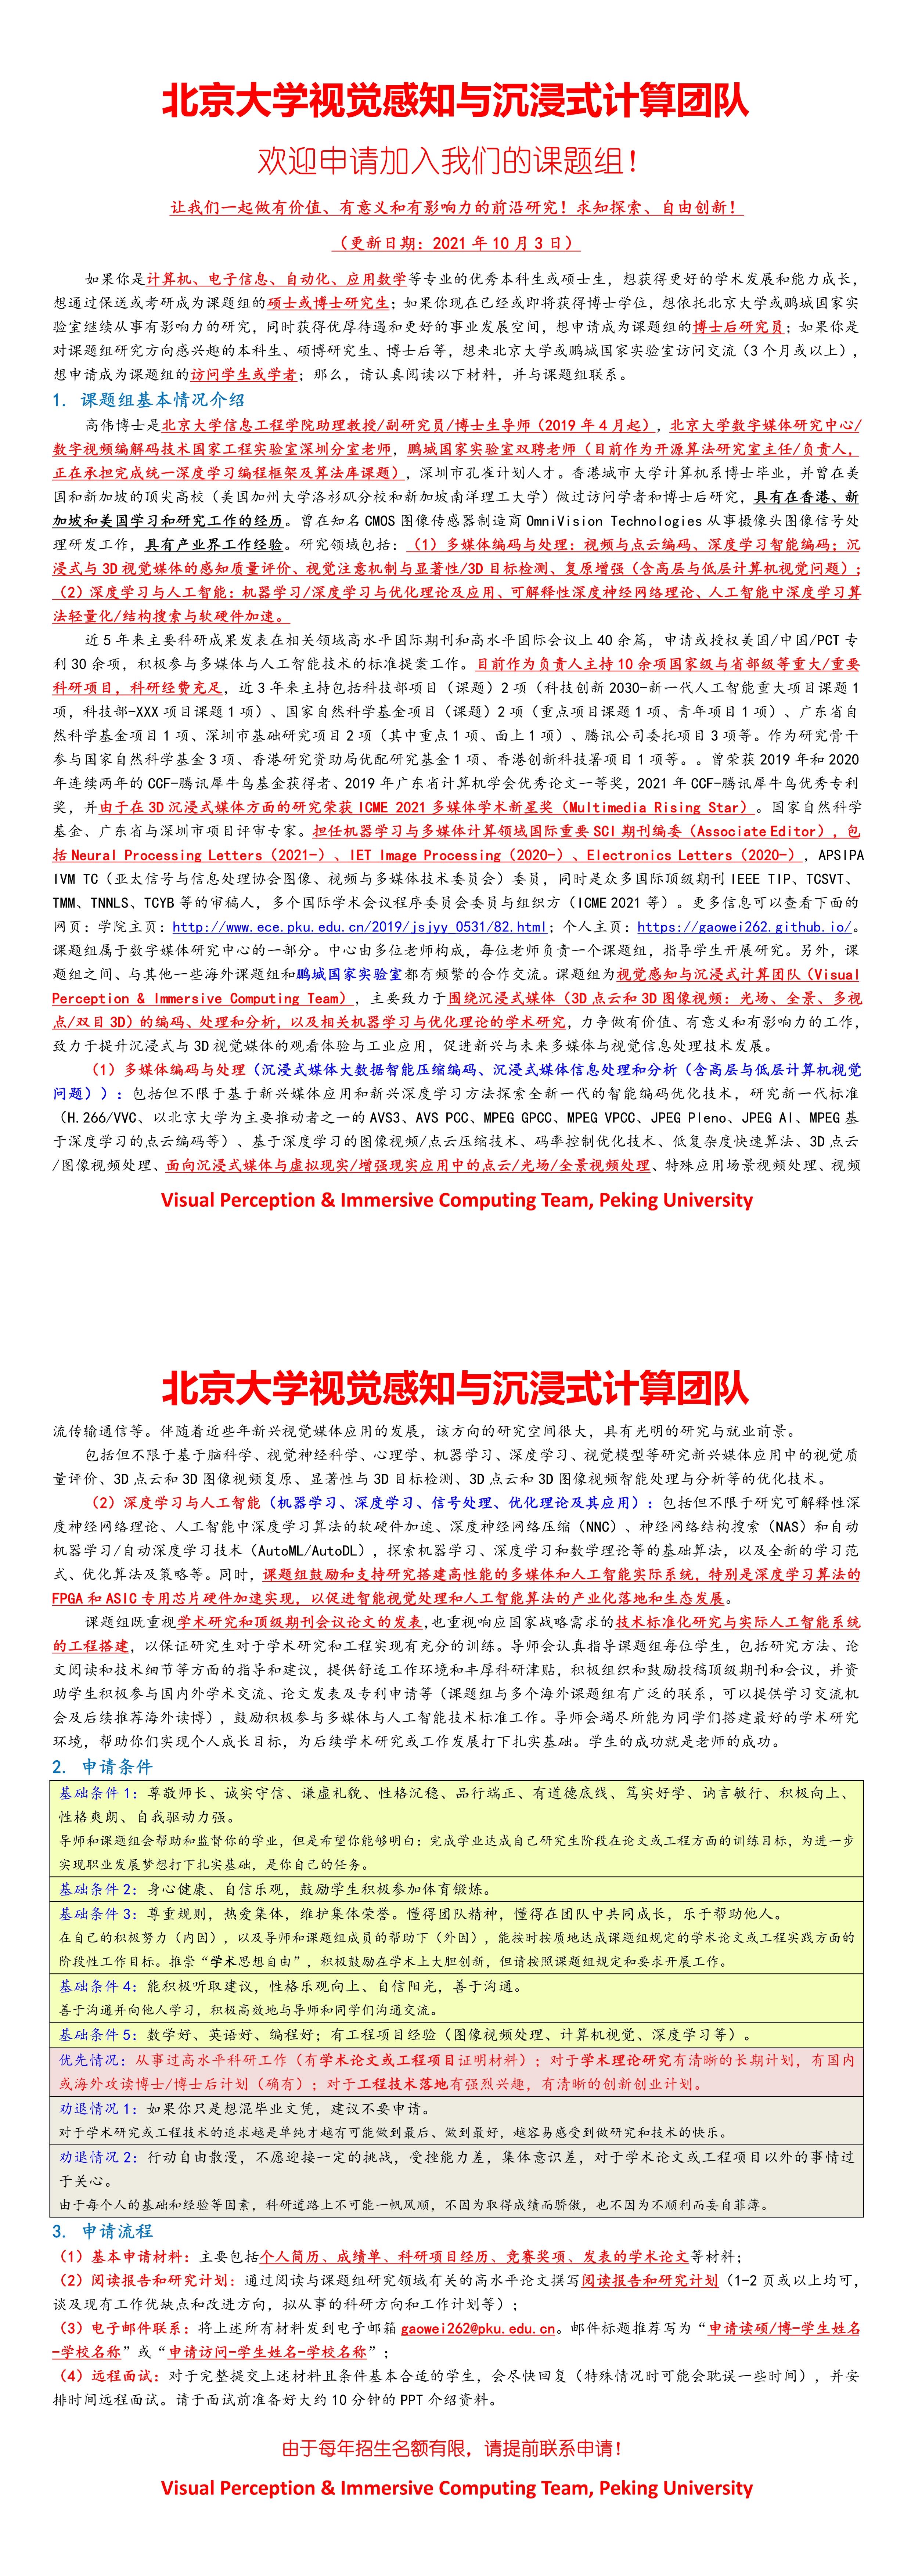 北京大学视觉感知与沉浸式计算团队
欢迎申请加入我们的课题组！
让我们一起做有价值、有意义和有影响力的前沿研究！求知探索、自由创新！
（更新日期：2021 年 10 月 3 日）
如果你是计算机、电子信息、自动化、应用数学等专业的优秀本科生或硕士生，想获得更好的学术发展和能力成长，
想通过保送或考研成为课题组的硕士或博士研究生；如果你现在已经或即将获得博士学位，想依托北京大学或鹏城国家实
验室继续从事有影响力的研究，同时获得优厚待遇和更好的事业发展空间，想申请成为课题组的博士后研究员；如果你是
对课题组研究方向感兴趣的本科生、硕博研究生、博士后等，想来北京大学或鹏城国家实验室访问交流（3 个月或以上），
想申请成为课题组的访问学生或学者；那么，请认真阅读以下材料，并与课题组联系。
1. 课题组基本情况介绍
高伟博士是北京大学信息工程学院助理教授/副研究员/博士生导师（2019 年 4 月起），北京大学数字媒体研究中心/
数字视频编解码技术国家工程实验室深圳分室老师，鹏城国家实验室双聘老师（目前作为开源算法研究室主任/负责人，
正在承担完成统一深度学习编程框架及算法库课题），深圳市孔雀计划人才。香港城市大学计算机系博士毕业，并曾在美
国和新加坡的顶尖高校（美国加州大学洛杉矶分校和新加坡南洋理工大学）做过访问学者和博士后研究，具有在香港、新
加坡和美国学习和研究工作的经历。曾在知名 CMOS 图像传感器制造商 OmniVision Technologies 从事摄像头图像信号处
理研发工作，具有产业界工作经验。研究领域包括：（1）多媒体编码与处理：视频与点云编码、深度学习智能编码；沉
浸式与 3D 视觉媒体的感知质量评价、视觉注意机制与显著性/3D 目标检测、复原增强（含高层与低层计算机视觉问题）；
（2）深度学习与人工智能：机器学习/深度学习与优化理论及应用、可解释性深度神经网络理论、人工智能中深度学习算
法轻量化/结构搜索与软硬件加速。
近 5 年来主要科研成果发表在相关领域高水平国际期刊和高水平国际会议上 40 余篇，申请或授权美国/中国/PCT 专
利 30 余项，积极参与多媒体与人工智能技术的标准提案工作。目前作为负责人主持 10 余项国家级与省部级等重大/重要
科研项目，科研经费充足，近 3 年来主持包括科技部项目（课题）2 项（科技创新 2030-新一代人工智能重大项目课题 1
项，科技部-XXX 项目课题 1 项）、国家自然科学基金项目（课题）2 项（重点项目课题 1 项、青年项目 1 项）、广东省自
然科学基金项目 1 项、深圳市基础研究项目 2 项（其中重点 1 项、面上 1 项）、腾讯公司委托项目 3 项等。作为研究骨干
参与国家自然科学基金 3 项、香港研究资助局优配研究基金 1 项、香港创新科技署项目 1 项等。。曾荣获 2019 年和 2020
年连续两年的 CCF-腾讯犀牛鸟基金获得者、2019 年广东省计算机学会优秀论文一等奖，2021 年 CCF-腾讯犀牛鸟优秀专利
奖，并由于在 3D 沉浸式媒体方面的研究荣获 ICME 2021 多媒体学术新星奖（Multimedia Rising Star）。国家自然科学
基金、广东省与深圳市项目评审专家。担任机器学习与多媒体计算领域国际重要 SCI 期刊编委（Associate Editor），包
括 Neural Processing Letters（2021-）、IET Image Processing（2020-）、Electronics Letters（2020-），APSIPA
IVM TC（亚太信号与信息处理协会图像、视频与多媒体技术委员会）委员，同时是众多国际顶级期刊 IEEE TIP、TCSVT、
TMM、TNNLS、TCYB 等的审稿人，多个国际学术会议程序委员会委员与组织方（ICME 2021 等）。更多信息可以查看下面的
网页：学院主页：http://www.ece.pku.edu.cn/2019/jsjyy_0531/82.html；个人主页：https://gaowei262.github.io/。
课题组属于数字媒体研究中心的一部分。中心由多位老师构成，每位老师负责一个课题组，指导学生开展研究。另外，课
题组之间、与其他一些海外课题组和鹏城国家实验室都有频繁的合作交流。课题组为视觉感知与沉浸式计算团队（Visual
Perception & Immersive Computing Team），主要致力于围绕沉浸式媒体（3D 点云和 3D 图像视频：光场、全景、多视
点/双目 3D）的编码、处理和分析，以及相关机器学习与优化理论的学术研究，力争做有价值、有意义和有影响力的工作，
致力于提升沉浸式与 3D 视觉媒体的观看体验与工业应用，促进新兴与未来多媒体与视觉信息处理技术发展。
（1）多媒体编码与处理（沉浸式媒体大数据智能压缩编码、沉浸式媒体信息处理和分析（含高层与低层计算机视觉
问题））：包括但不限于基于新兴媒体应用和新兴深度学习方法探索全新一代的智能编码优化技术，研究新一代标准
（H.266/VVC、以北京大学为主要推动者之一的 AVS3、AVS PCC、MPEG GPCC、MPEG VPCC、JPEG Pleno、JPEG AI、MPEG 基
于深度学习的点云编码等）、基于深度学习的图像视频/点云压缩技术、码率控制优化技术、低复杂度快速算法、3D 点云
/图像视频处理、面向沉浸式媒体与虚拟现实/增强现实应用中的点云/光场/全景视频处理、特殊应用场景视频处理、视频
Visual Perception & Immersive Computing Team, Peking University
北京大学视觉感知与沉浸式计算团队
流传输通信等。伴随着近些年新兴视觉媒体应用的发展，该方向的研究空间很大，具有光明的研究与就业前景。
包括但不限于基于脑科学、视觉神经科学、心理学、机器学习、深度学习、视觉模型等研究新兴媒体应用中的视觉质
量评价、3D 点云和 3D 图像视频复原、显著性与 3D 目标检测、3D 点云和 3D 图像视频智能处理与分析等的优化技术。
（2）深度学习与人工智能（机器学习、深度学习、信号处理、优化理论及其应用）：包括但不限于研究可解释性深
度神经网络理论、人工智能中深度学习算法的软硬件加速、深度神经网络压缩（NNC）、神经网络结构搜索（NAS）和自动
机器学习/自动深度学习技术（AutoML/AutoDL），探索机器学习、深度学习和数学理论等的基础算法，以及全新的学习范
式、优化算法及策略等。同时，课题组鼓励和支持研究搭建高性能的多媒体和人工智能实际系统，特别是深度学习算法的
FPGA 和 ASIC 专用芯片硬件加速实现，以促进智能视觉处理和人工智能算法的产业化落地和生态发展。
课题组既重视学术研究和顶级期刊会议论文的发表,也重视响应国家战略需求的技术标准化研究与实际人工智能系统
的工程搭建，以保证研究生对于学术研究和工程实现有充分的训练。导师会认真指导课题组每位学生，包括研究方法、论
文阅读和技术细节等方面的指导和建议，提供舒适工作环境和丰厚科研津贴，积极组织和鼓励投稿顶级期刊和会议，并资
助学生积极参与国内外学术交流、论文发表及专利申请等（课题组与多个海外课题组有广泛的联系，可以提供学习交流机
会及后续推荐海外读博），鼓励积极参与多媒体与人工智能技术标准工作。导师会竭尽所能为同学们搭建最好的学术研究
环境，帮助你们实现个人成长目标，为后续学术研究或工作发展打下扎实基础。学生的成功就是老师的成功。
2. 申请条件
基础条件 1：尊敬师长、诚实守信、谦虚礼貌、性格沉稳、品行端正、有道德底线、笃实好学、讷言敏行、积极向上、
性格爽朗、自我驱动力强。
导师和课题组会帮助和监督你的学业，但是希望你能够明白：完成学业达成自己研究生阶段在论文或工程方面的训练目标，为进一步
实现职业发展梦想打下扎实基础，是你自己的任务。
基础条件 2：身心健康、自信乐观，鼓励学生积极参加体育锻炼。
基础条件 3：尊重规则，热爱集体，维护集体荣誉。懂得团队精神，懂得在团队中共同成长，乐于帮助他人。
在自己的积极努力（内因），以及导师和课题组成员的帮助下（外因），能按时按质地达成课题组规定的学术论文或工程实践方面的
阶段性工作目标。推崇“学术思想自由”，积极鼓励在学术上大胆创新，但请按照课题组规定和要求开展工作。
基础条件 4：能积极听取建议，性格乐观向上、自信阳光，善于沟通。
善于沟通并向他人学习，积极高效地与导师和同学们沟通交流。
基础条件 5：数学好、英语好、编程好；有工程项目经验（图像视频处理、计算机视觉、深度学习等）。
优先情况：从事过高水平科研工作（有学术论文或工程项目证明材料）；对于学术理论研究有清晰的长期计划，有国内
或海外攻读博士/博士后计划（确有）；对于工程技术落地有强烈兴趣，有清晰的创新创业计划。
劝退情况 1：如果你只是想混毕业文凭，建议不要申请。
对于学术研究或工程技术的追求越是单纯才越有可能做到最后、做到最好，越容易感受到做研究和技术的快乐。
劝退情况 2：行动自由散漫，不愿迎接一定的挑战，受挫能力差，集体意识差，对于学术论文或工程项目以外的事情过
于关心。
由于每个人的基础和经验等因素，科研道路上不可能一帆风顺，不因为取得成绩而骄傲，也不因为不顺利而妄自菲薄。
3. 申请流程
（1）基本申请材料：主要包括个人简历、成绩单、科研项目经历、竞赛奖项、发表的学术论文等材料；
（2）阅读报告和研究计划：通过阅读与课题组研究领域有关的高水平论文撰写阅读报告和研究计划（1-2 页或以上均可，
谈及现有工作优缺点和改进方向，拟从事的科研方向和工作计划等）；
（3）电子邮件联系：将上述所有材料发到电子邮箱 gaowei262@pku.edu.cn。邮件标题推荐写为“申请读硕/博-学生姓名
-学校名称”或“申请访问-学生姓名-学校名称”；
（4）远程面试：对于完整提交上述材料且条件基本合适的学生，会尽快回复（特殊情况时可能会耽误一些时间），并安
排时间远程面试。请于面试前准备好大约 10 分钟的 PPT 介绍资料。
由于每年招生名额有限，请提前联系申请！
Visual Perception & Immersive Computing Team, Peking University